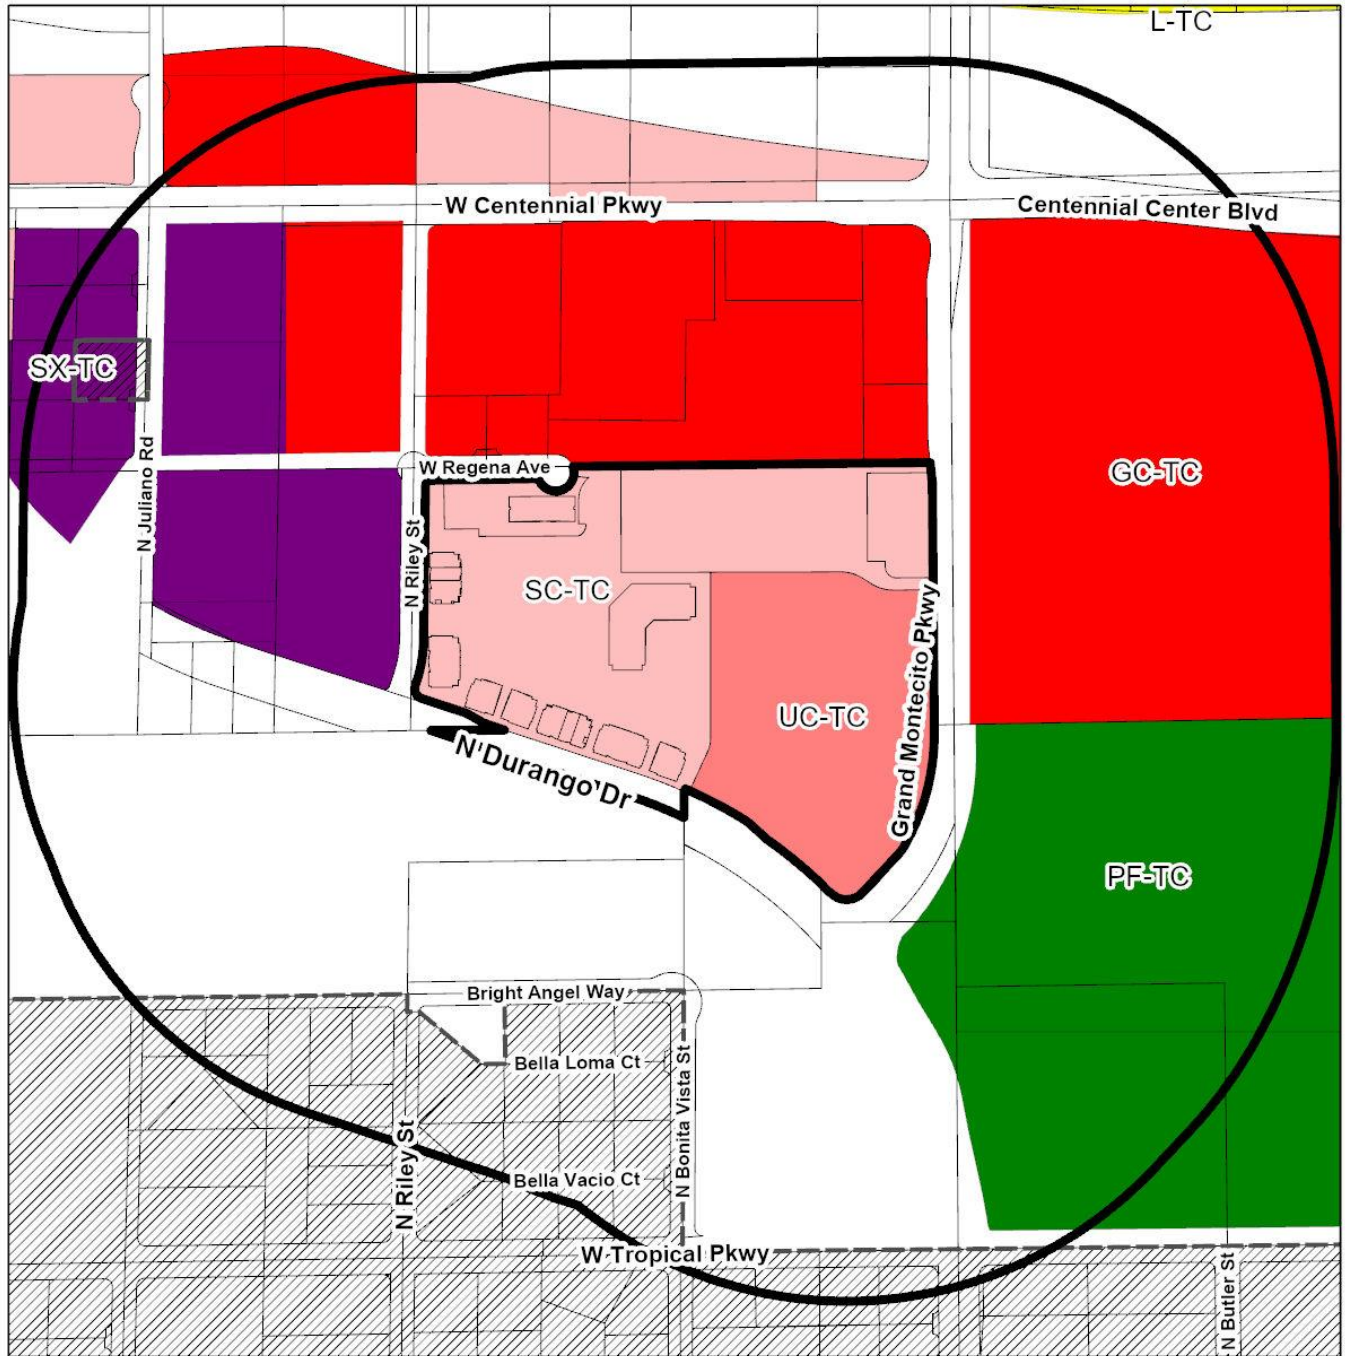 L-TC
W Centennial Pkwy
Centennial Center Blvd
SX-TC
N Juliano Rd
W Regena Ave
N Riley St
GC-TC
SC-TC
UC-TC
Grand Montecito Pkwy
N Durango Dr
PF-TC
Bright Angel Way
Bella Loma Ct
N Bonita Vista St
N Riley St
Bella Vacio Ct
W Tropical Pkwy
N Butler St